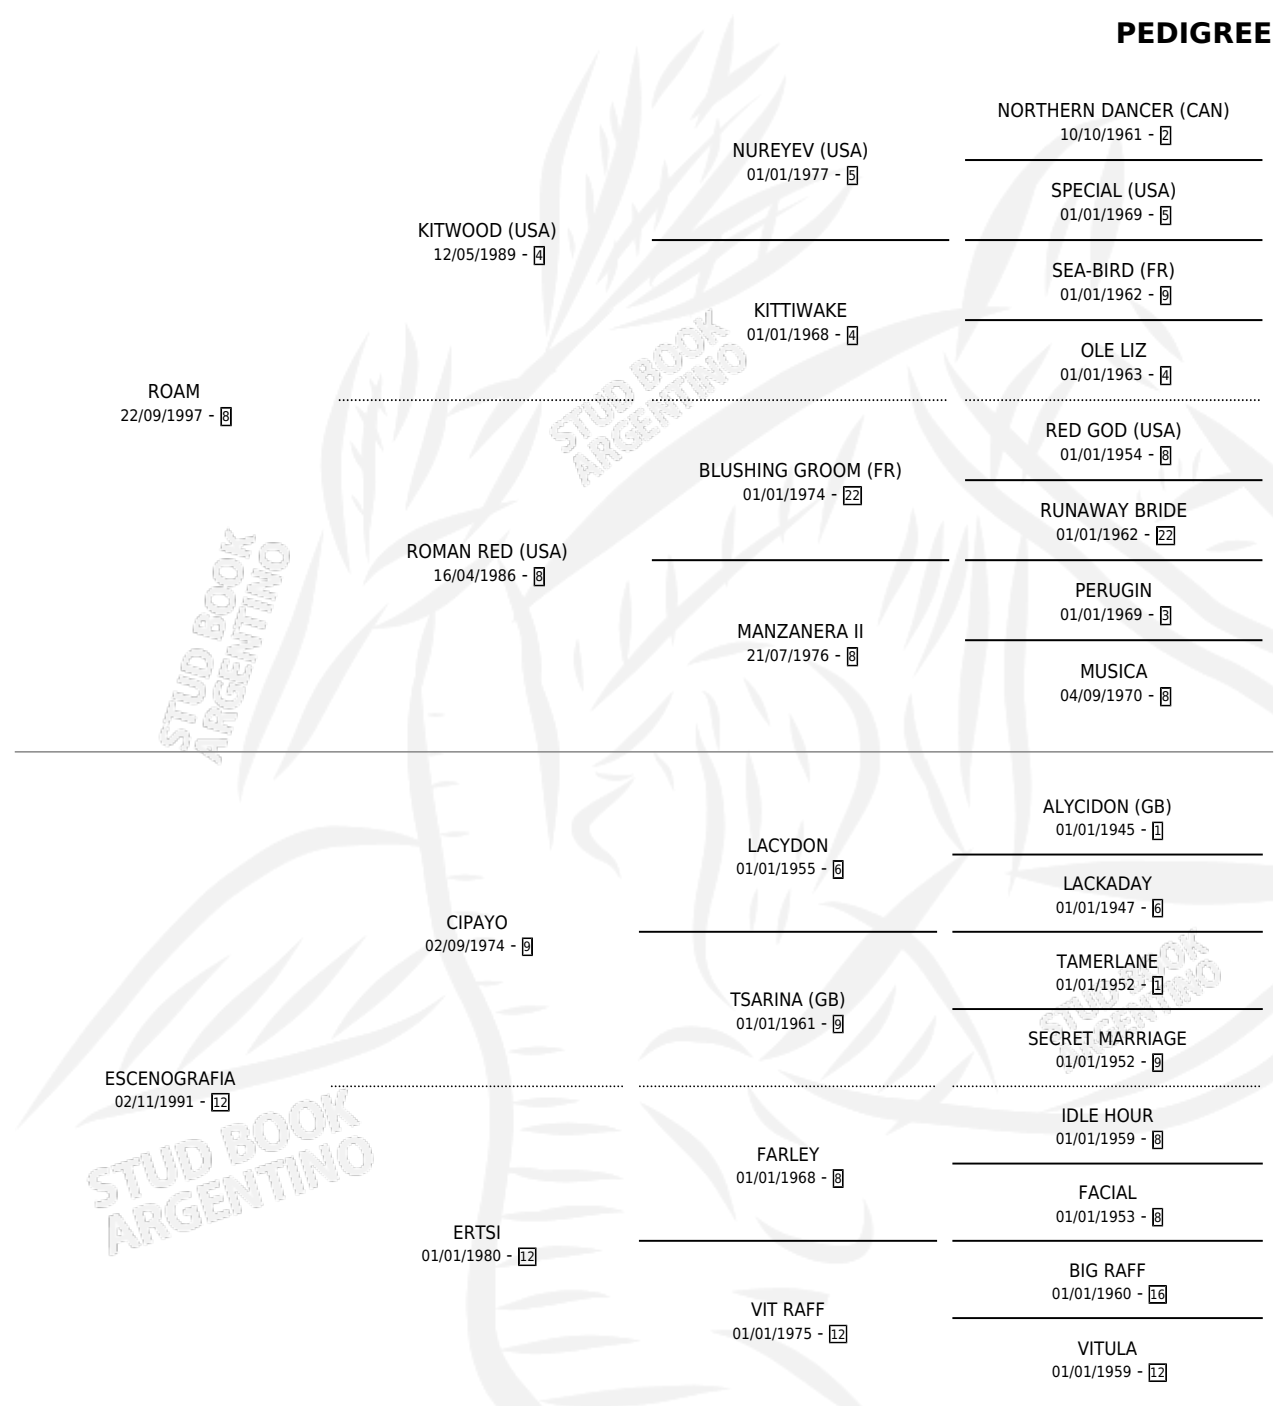 PEDIGREE
NORTHERN DANCER (CAN)
10/10/1961 - 2
NUREYEV (USA)
01/01/1977 - 5
SPECIAL (USA)
01/01/1969 - 5
KITWOOD (USA)
12/05/1989 - 4
SEA-BIRD (FR)
01/01/1962 - 9
KITTIWAKE
01/01/1968 - 4
OLE LIZ
01/01/1963 - 4
ROAM
22/09/1997 - 8
RED GOD (USA)
01/01/1954 - 8
BLUSHING GROOM (FR)
01/01/1974 - 22
RUNAWAY BRIDE
01/01/1962 - 22
ROMAN RED (USA)
16/04/1986 - 8
PERUGIN
01/01/1969 - 3
MANZANERA II
21/07/1976 - 8
MUSICA
04/09/1970 - 8
ALYCIDON (GB)
01/01/1945 - 1
LACYDON
01/01/1955 - 6
LACKADAY
01/01/1947 - 6
CIPAYO
02/09/1974 - 9
TAMERLANE
01/01/1952 - 1
TSARINA (GB)
01/01/1961 - 9
SECRET MARRIAGE
01/01/1952 - 9
ESCENOGRAFIA
02/11/1991 - 12
IDLE HOUR
01/01/1959 - 8
FARLEY
01/01/1968 - 8
FACIAL
01/01/1953 - 8
ERTSI
01/01/1980 - 12
BIG RAFF
01/01/1960 - 16
VIT RAFF
01/01/1975 - 12
VITULA
01/01/1959 - 12
STUD BOOK
ARGENTINO
STUD BOOK
ARGENTINO
STUD BOOK
ARGENTINO
STUD BOOK
ARGENTINO